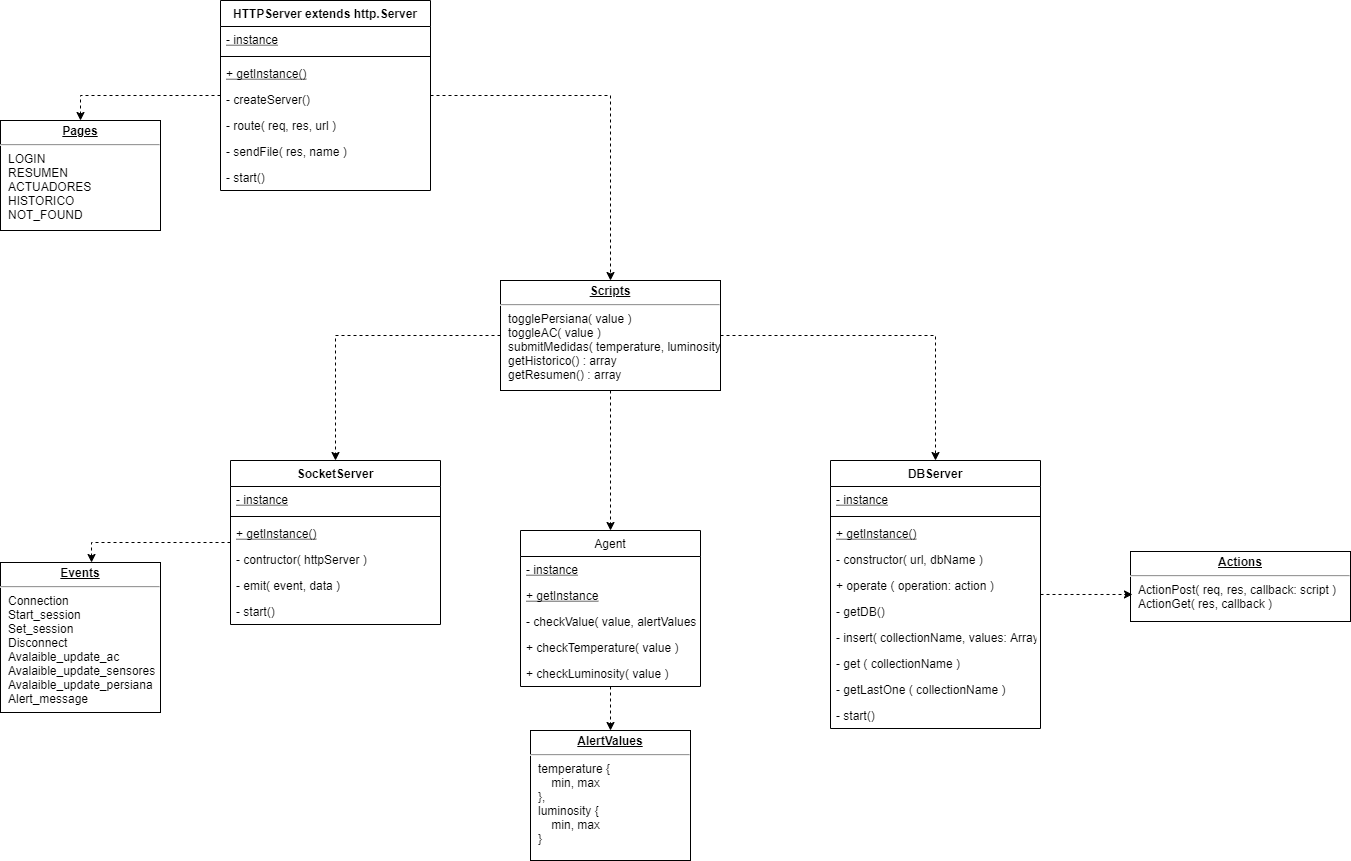 HTTPServer extends http.Server
- instance
+ getInstance()
- createServer()
- route( req, res, url )
- sendFile( res, name )
- start()
Pages
LOGIN
RESUMEN
ACTUADORES
HISTORICO
NOT_FOUND
Scripts
togglePersiana( value )
toggleAC( value )
submitMedidas( temperature, luminosity
getHistorico() : array
getResumen() : array
SocketServer
- instance
+ getInstance()
- contructor( httpServer )
- emit( event, data )
- start()
Events
Connection
Start_session
Set_session
Disconnect
Avalaible_update_ac
Avalaible_update_sensores
Avalaible_update_persiana
Alert_message
Agent
- instance
+ getInstance
- checkValue( value, alertValues
+ checkTemperature( value )
+ checkLuminosity( value )
AlertValues
temperature {
min, max
},
luminosity {
min, max
}
DBServer
- instance
+ getInstance()
- constructor( url, dbName )
+ operate ( operation: action )
- getDB()
- insert( collectionName, values: Array
- get ( collectionName )
- getLastOne ( collectionName )
- start()
Actions
ActionPost( req, res, callback: script )
ActionGet( res, callback )